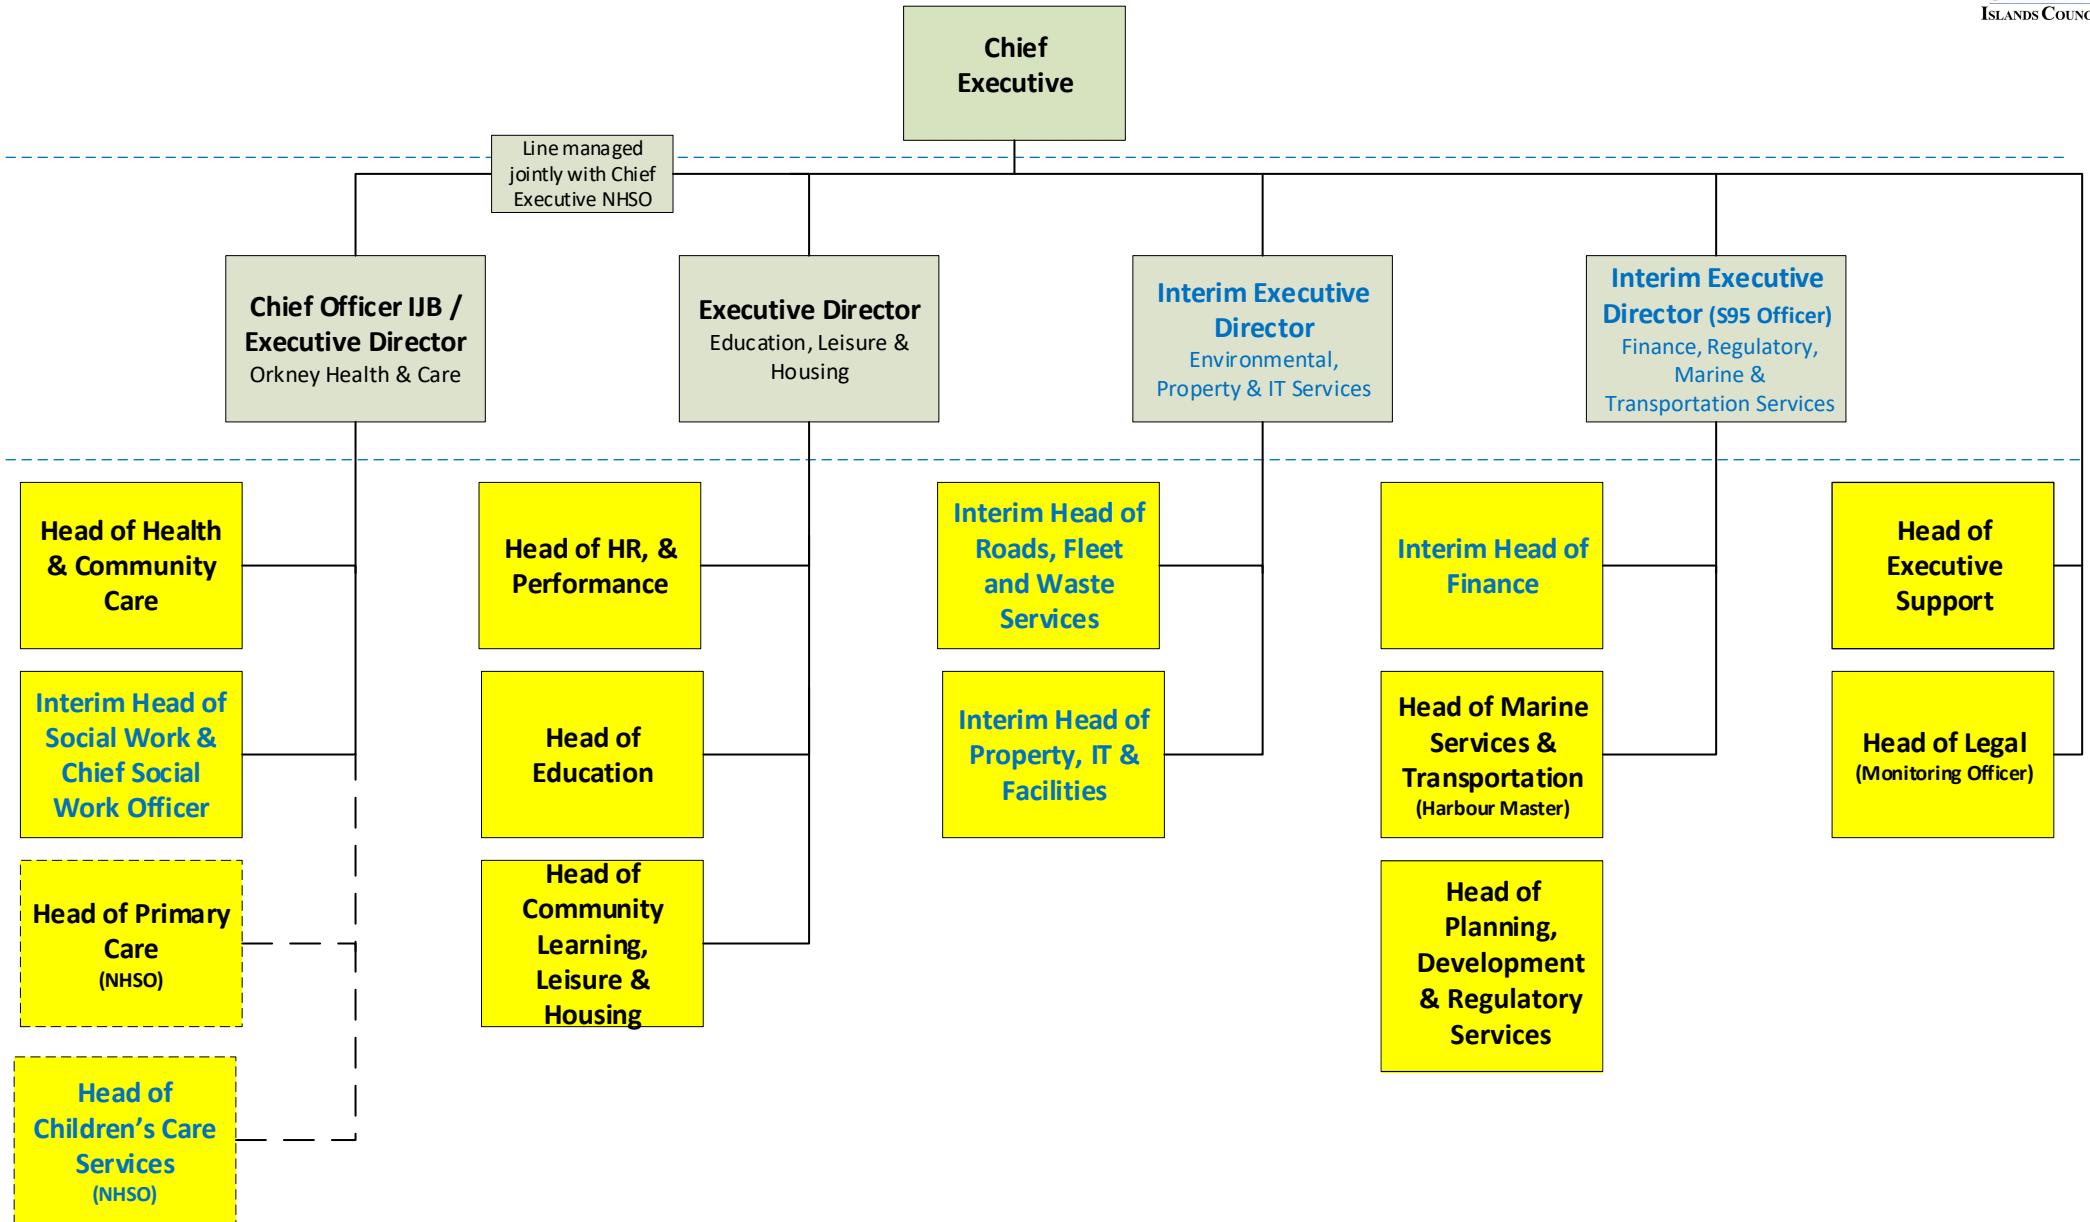 ISLANDS COUNC
Chief
Executive
Line managed
jointly with Chief
Executive NHSO
Chief Officer IJB /
Executive Director
Orkney Health & Care
Executive Director
Education, Leisure &
Housing
Interim Executive
Director
Environmental,
Property & IT Services
Interim Executive
Director (S95 Officer)
Finance, Regulatory,
Marine &
Transportation Services
Head of Health
& Community
Care
Head of HR, &
Performance
Interim Head of
Roads, Fleet
and Waste
Services
Interim Head of
Finance
Head of
Executive
Support
Interim Head of
Social Work &
Chief Social
Work Officer
Head of
Education
Interim Head of
Property, IT &
Facilities
Head of Marine
Services &
Transportation
(Harbour Master)
Head of Legal
(Monitoring Officer)
Head of Primary
Care
(NHSO)
Head of
Community
Learning,
Leisure &
Housing
Head of
Planning,
Development
& Regulatory
Services
Head of
Children’s Care
Services
(NHSO)